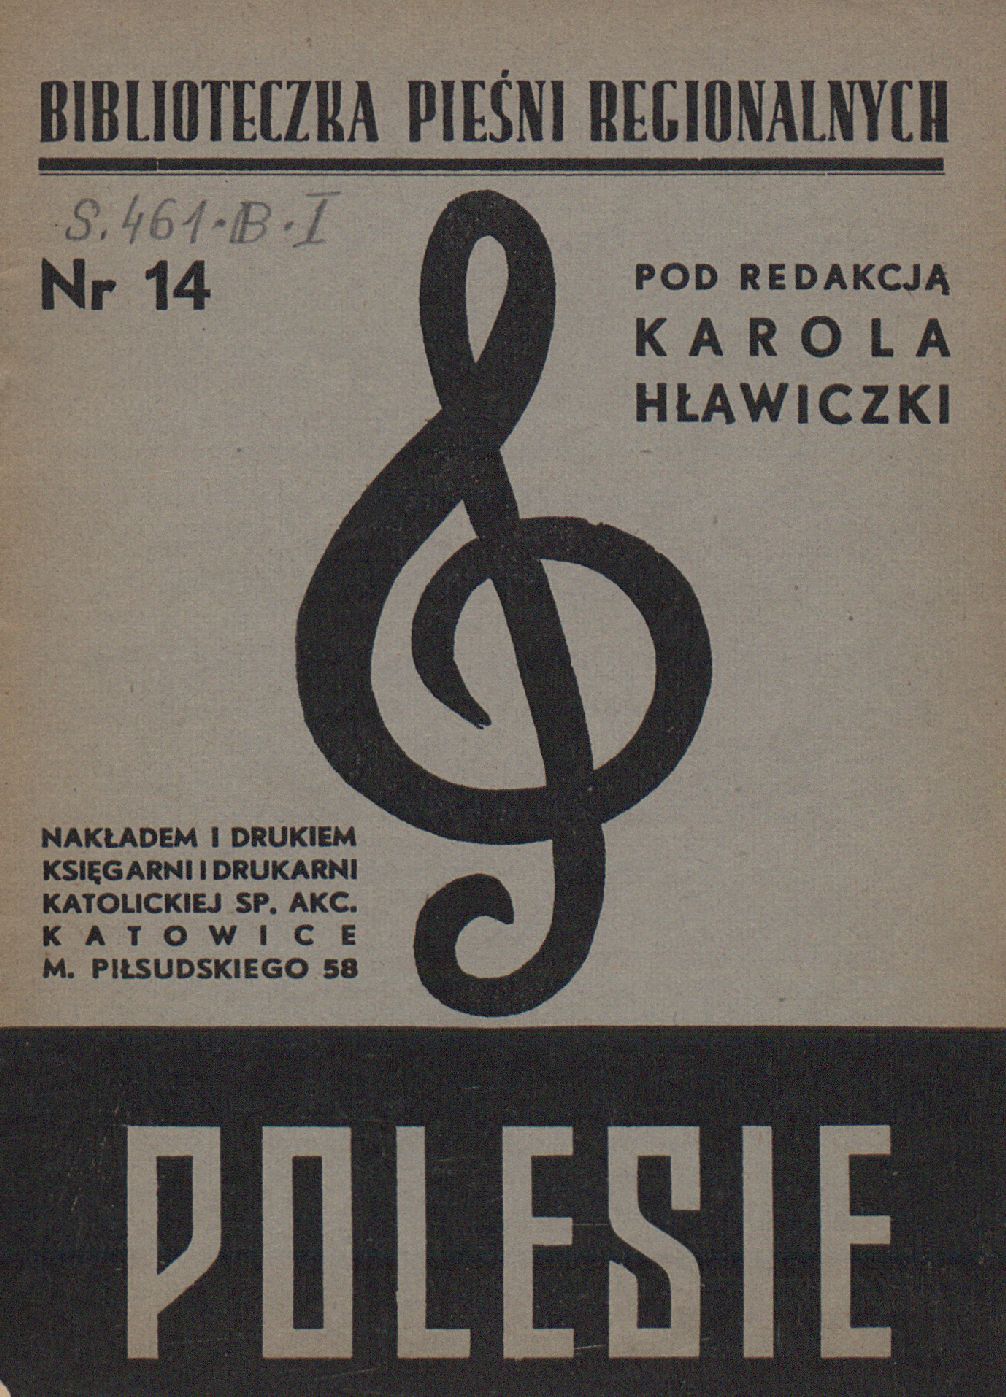 BIBLIOTECZKA PIEŚNI REGIONALNYCH
S. 461·B·I
Nr 14
POD REDAKCJĄ
KAROLA
HŁAWICZKI
NAKŁADEM I DRUKIEM
KSIĘGARNI I DRUKARNI
KATOLICKIEJ SP. AKC.
KATOWICE
M. PIŁSUDSKIEGO 58
POLESIE